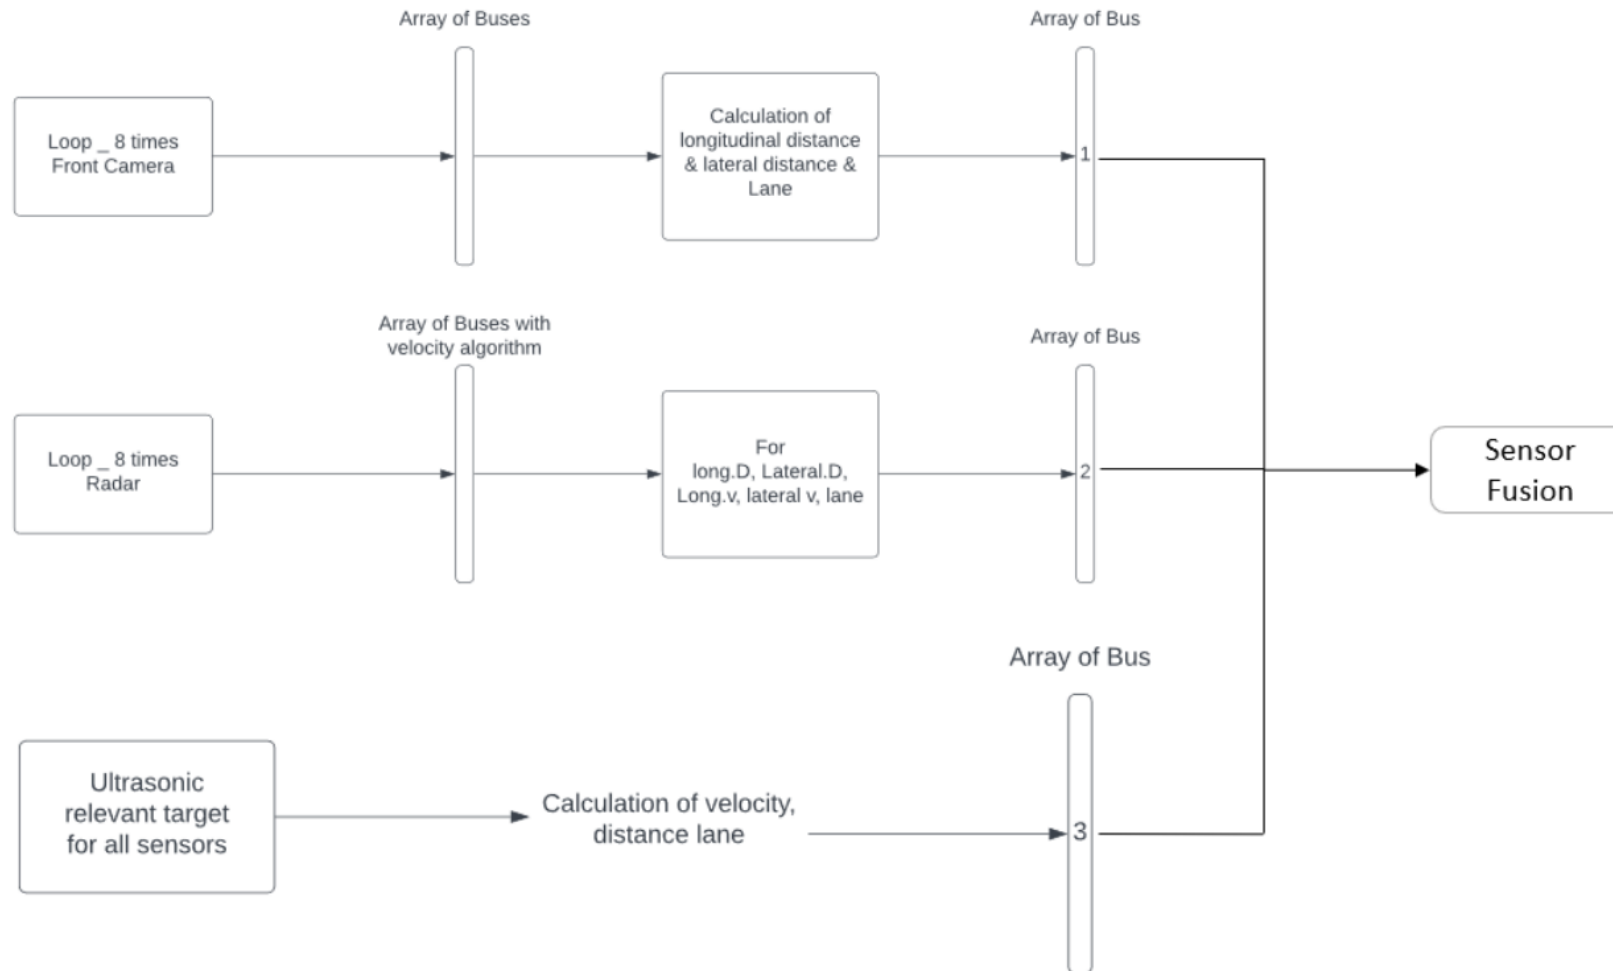 Array of Buses
Array of Bus
Loop _ 8 times
Front Camera
Calculation of
longitudinal distance
& lateral distance &
Lane
1
Array of Buses with
velocity algorithm
Array of Bus
Loop _ 8 times
Radar
For
long.D, Lateral.D,
Long.v, lateral v, lane
2
Sensor
Fusion
Array of Bus
Ultrasonic
relevant target
for all sensors
Calculation of velocity,
distance lane
3